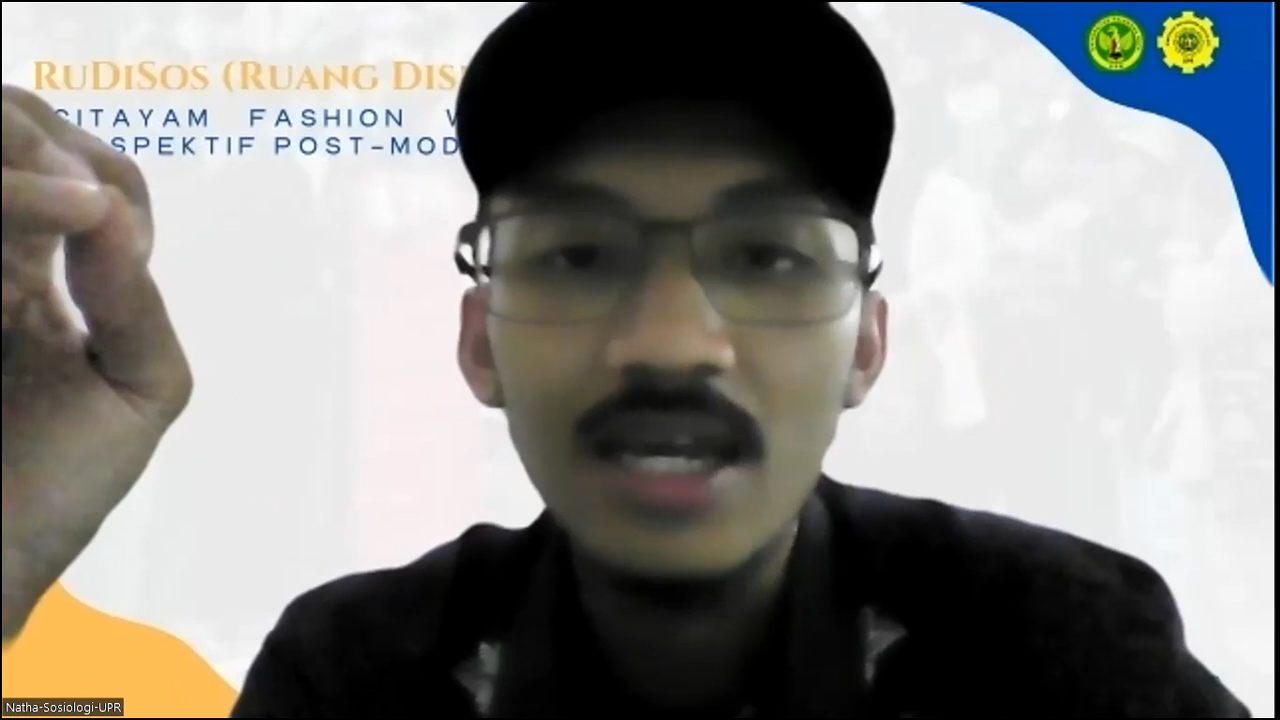 RuDiSos (Ruang Dis
CITAYAM FASHION
SPEKTIF POST-MOD
Natha-Sosiologi-UPR